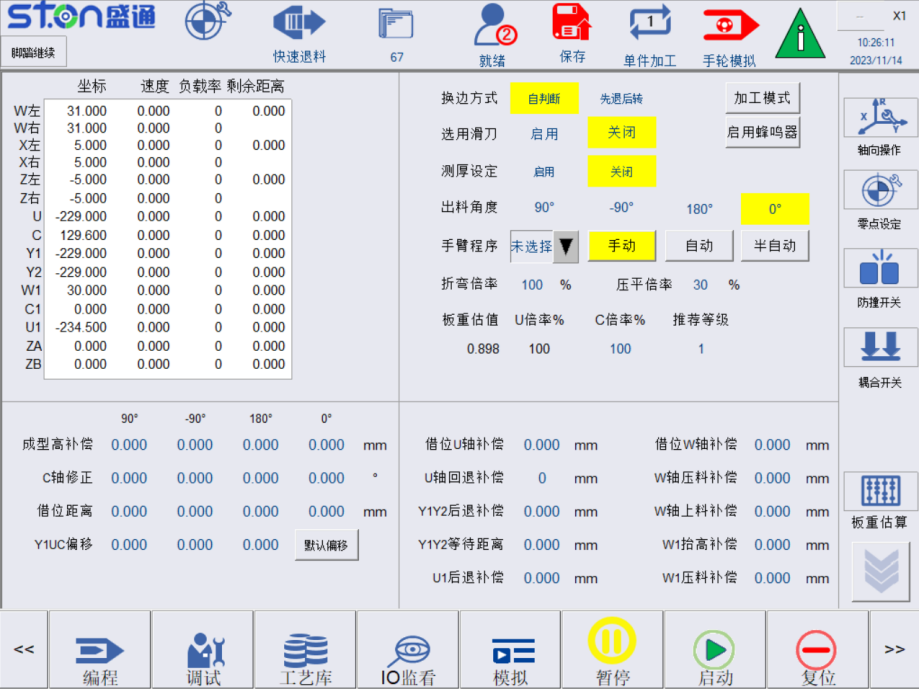 STON盛通
X1
脚踏继续
快速退料
67
就绪
2
保存
1
单件加工
手轮模拟
10:26:11
2023/11/14
坐标 速度 负载率 剩余距离
W左 31.000 0.000 0 0.000
W右 31.000 0.000 0
X左 5.000 0.000 0 0.000
X右 5.000 0.000 0
Z左 -5.000 0.000 0 0.000
Z右 -5.000 0.000 0
U -229.000 0.000 0 0.000
C 129.600 0.000 0 0.000
Y1 -229.000 0.000 0 0.000
Y2 -229.000 0.000 0 0.000
W1 30.000 0.000 0 0.000
C1 0.000 0.000 0 0.000
U1 -234.500 0.000 0 0.000
ZA 0.000 0.000 0 0.000
ZB 0.000 0.000 0 0.000
换边方式 自判断 先退后转 加工模式
选用滑刀 启用 关闭 启用蜂鸣器
测厚设定 启用 关闭
出料角度 90° -90° 180° 0°
手臂程序 未选择 手动 自动 半自动
折弯倍率 100 % 压平倍率 30 %
板重估值 U倍率% C倍率% 推荐等级
0.898 100 100 1
X R Y
轴向操作
零点设定
防撞开关
耦合开关
板重估算
90° -90° 180° 0°
成型高补偿 0.000 0.000 0.000 0.000 mm
C轴修正 0.000 0.000 0.000 0.000 °
借位距离 0.000 0.000 0.000 0.000 mm
Y1UC偏移 0.000 0.000 0.000 默认偏移
借位U轴补偿 0.000 mm 借位W轴补偿 0.000 mm
U轴回退补偿 0 mm W轴压料补偿 0.000 mm
Y1Y2后退补偿 0.000 mm W轴上料补偿 0.000 mm
Y1Y2等待距离 0.000 mm W1抬高补偿 0.000 mm
U1后退补偿 0.000 mm W1压料补偿 0.000 mm
<< 编程 调试 工艺库 IO监看 模拟 暂停 启动 复位 >>